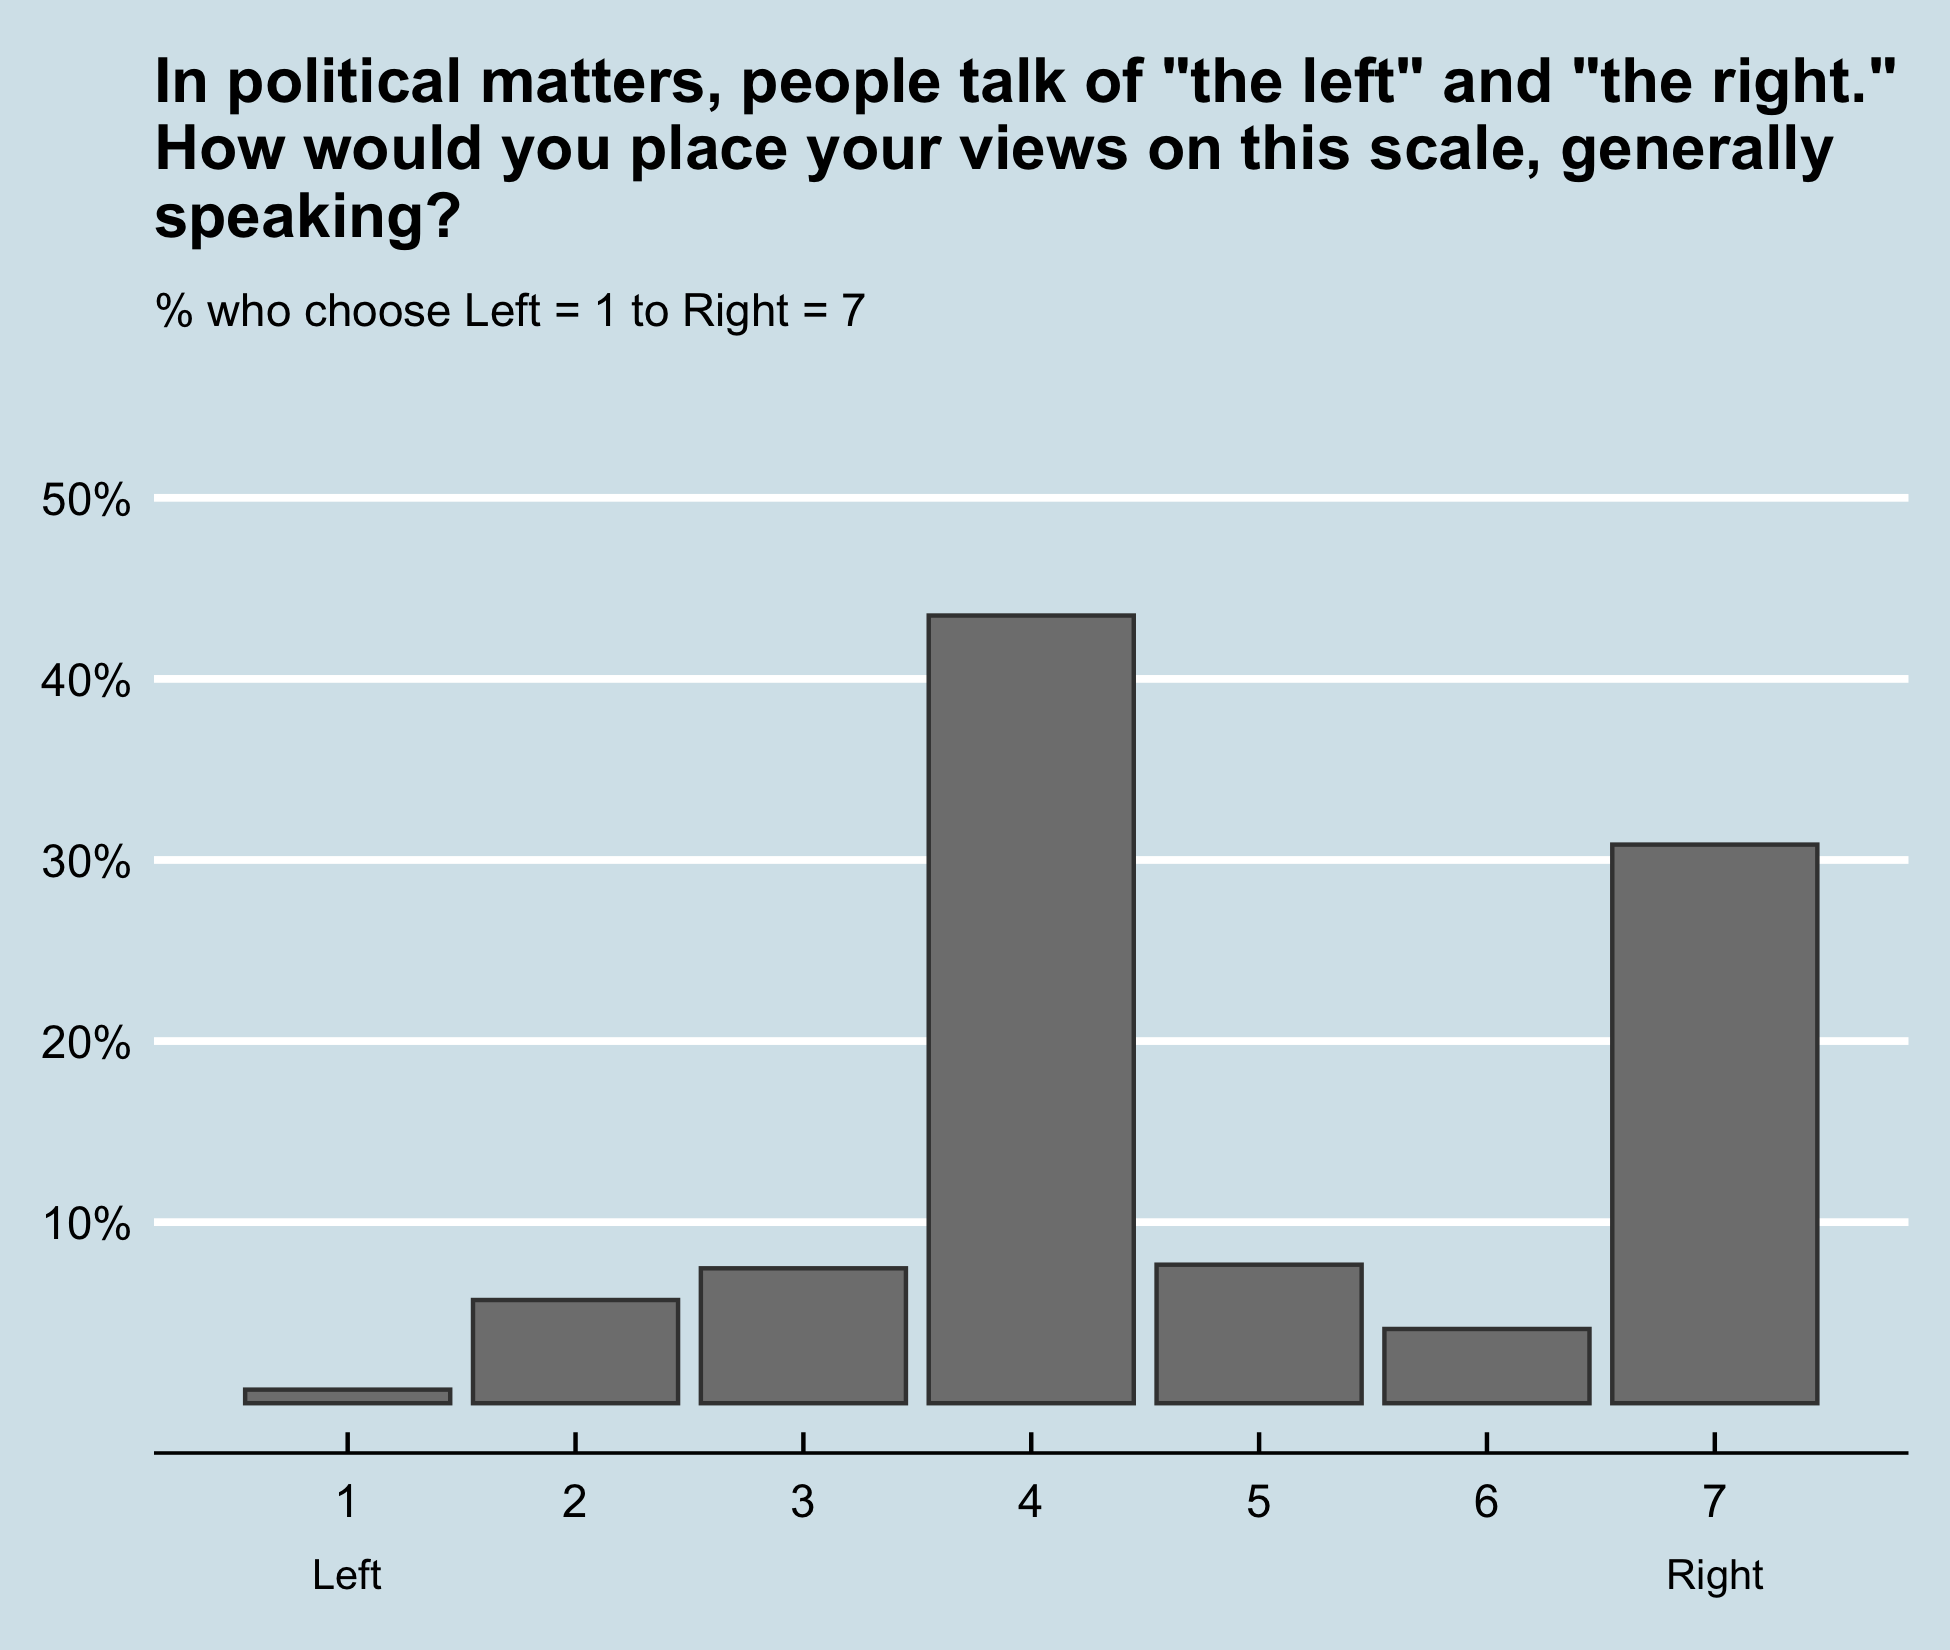 In political matters, people talk of "the left" and "the right."
How would you place your views on this scale, generally
speaking?
% who choose Left = 1 to Right = 7
50%
40%
30%
20%
10%
1 2 3 4 5 6 7
Left Right